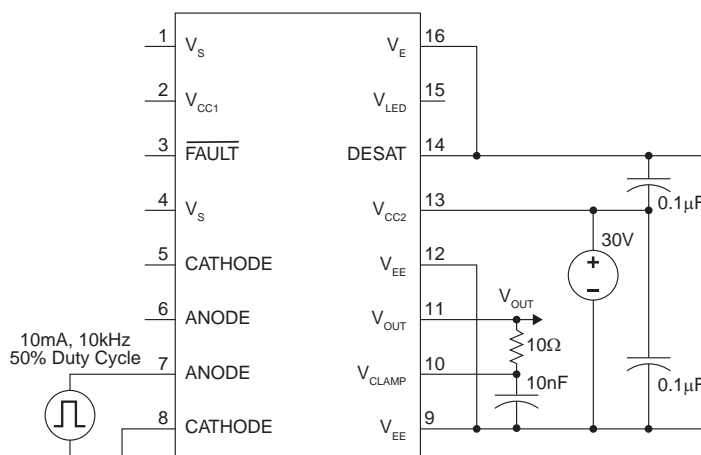 1 V_S V_E 16
2 V_CC1 V_LED 15
3 FAULT DESAT 14
0.1µF
4 V_S V_CC2 13
30V
5 CATHODE V_EE 12
+
−
6 ANODE V_OUT 11 V_OUT
10Ω
10mA, 10kHz
50% Duty Cycle
7 ANODE V_CLAMP 10
10nF
0.1µF
8 CATHODE V_EE 9